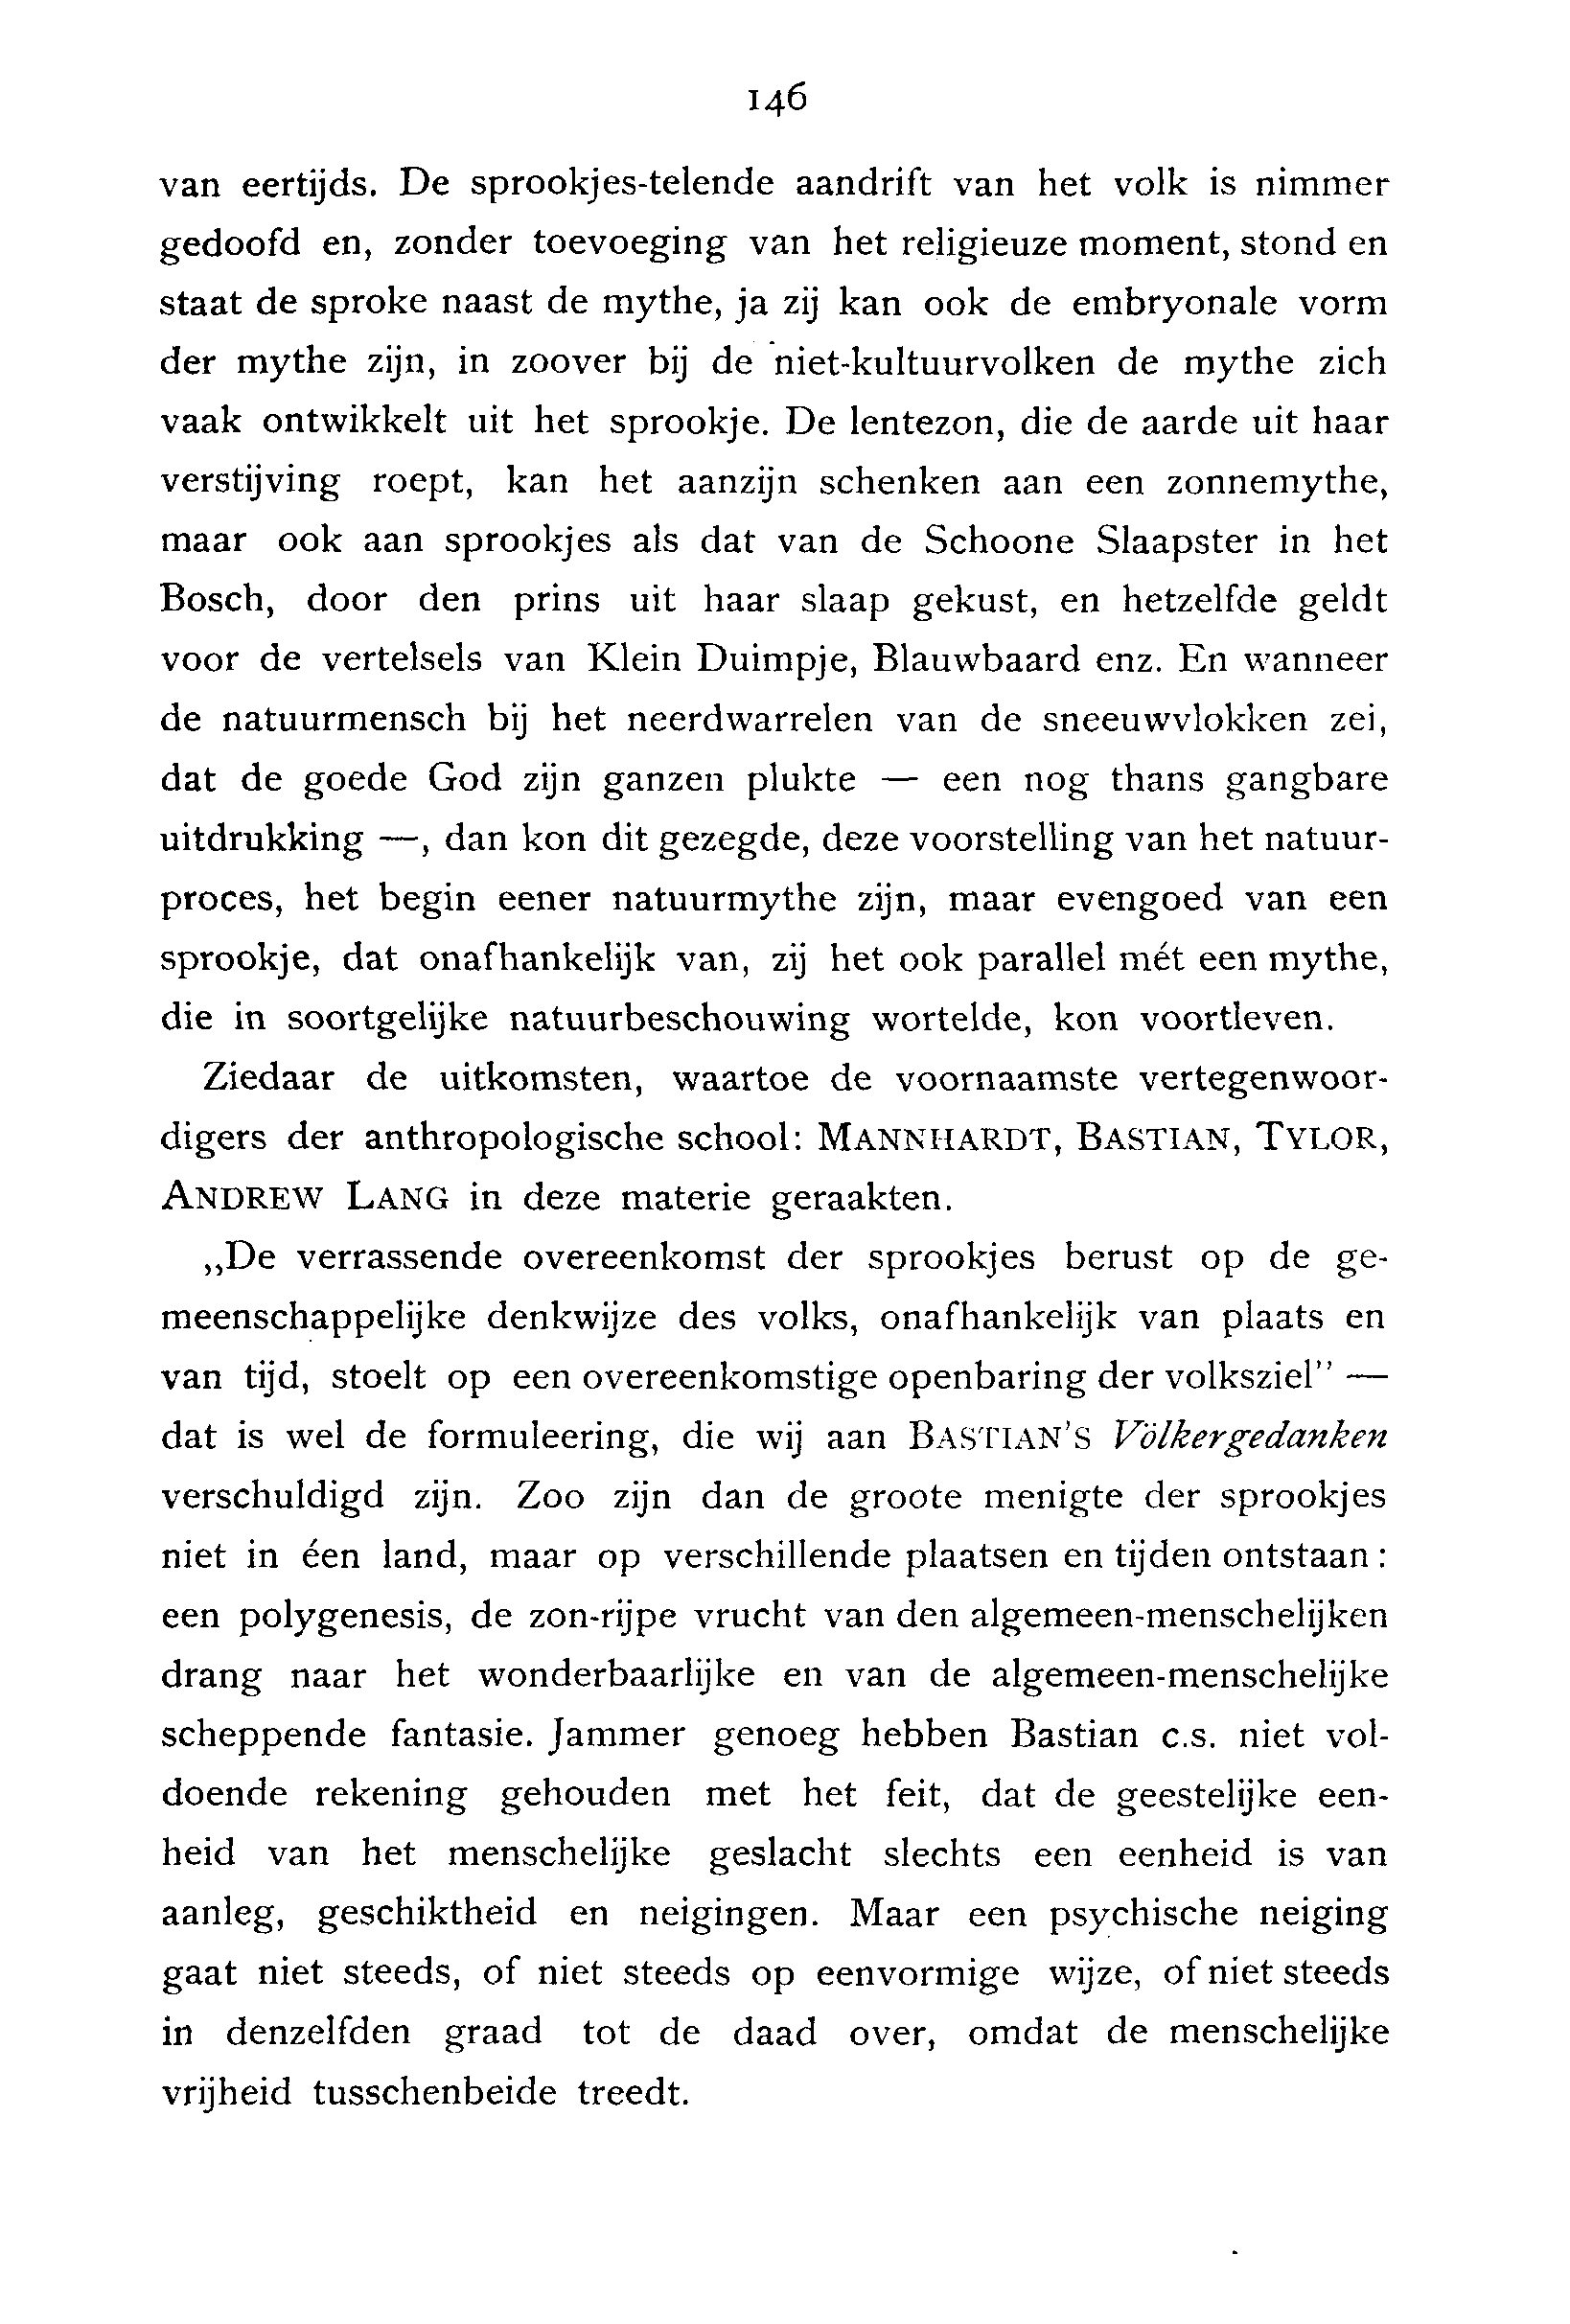 146
van eertijds. De sprookjes-telende aandrift van het volk is nimmer
gedoofd en, zonder toevoeging van het religieuze moment, stond en
staat de sproke naast de mythe, ja zij kan ook de embryonale vorm
der mythe zijn, in zoover bij de niet-kultuurvolken de mythe zich
vaak ontwikkelt uit het sprookje. De lentezon, die de aarde uit haar
verstijving roept, kan het aanzijn schenken aan een zonnemythe,
maar ook aan sprookjes als dat van de Schoone Slaapster in het
Bosch, door den prins uit haar slaap gekust, en hetzelfde geldt
voor de vertelsels van Klein Duimpje, Blauwbaard enz. En wanneer
de natuurmensch bij het neerdwarrelen van de sneeuwvlokken zei,
dat de goede God zijn ganzen plukte — een nog thans gangbare
uitdrukking —, dan kon dit gezegde, deze voorstelling van het natuur-
proces, het begin eener natuurmythe zijn, maar evengoed van een
sprookje, dat onafhankelijk van, zij het ook parallel mét een mythe,
die in soortgelijke natuurbeschouwing wortelde, kon voortleven.
Ziedaar de uitkomsten, waartoe de voornaamste vertegenwoor-
digers der anthropologische school: MANNHARDT, BASTIAN, TYLOR,
ANDREW LANG in deze materie geraakten.
„De verrassende overeenkomst der sprookjes berust op de ge-
meenschappelijke denkwijze des volks, onafhankelijk van plaats en
van tijd, stoelt op een overeenkomstige openbaring der volksziel” —
dat is wel de formuleering, die wij aan BASTIAN'S Völkergedanken
verschuldigd zijn. Zoo zijn dan de groote menigte der sprookjes
niet in éen land, maar op verschillende plaatsen en tijden ontstaan:
een polygenesis, de zon-rijpe vrucht van den algemeen-menschelijken
drang naar het wonderbaarlijke en van de algemeen-menschelijke
scheppende fantasie. Jammer genoeg hebben Bastian c.s. niet vol-
doende rekening gehouden met het feit, dat de geestelijke een-
heid van het menschelijke geslacht slechts een eenheid is van
aanleg, geschiktheid en neigingen. Maar een psychische neiging
gaat niet steeds, of niet steeds op eenvormige wijze, of niet steeds
in denzelfden graad tot de daad over, omdat de menschelijke
vrijheid tusschenbeide treedt.